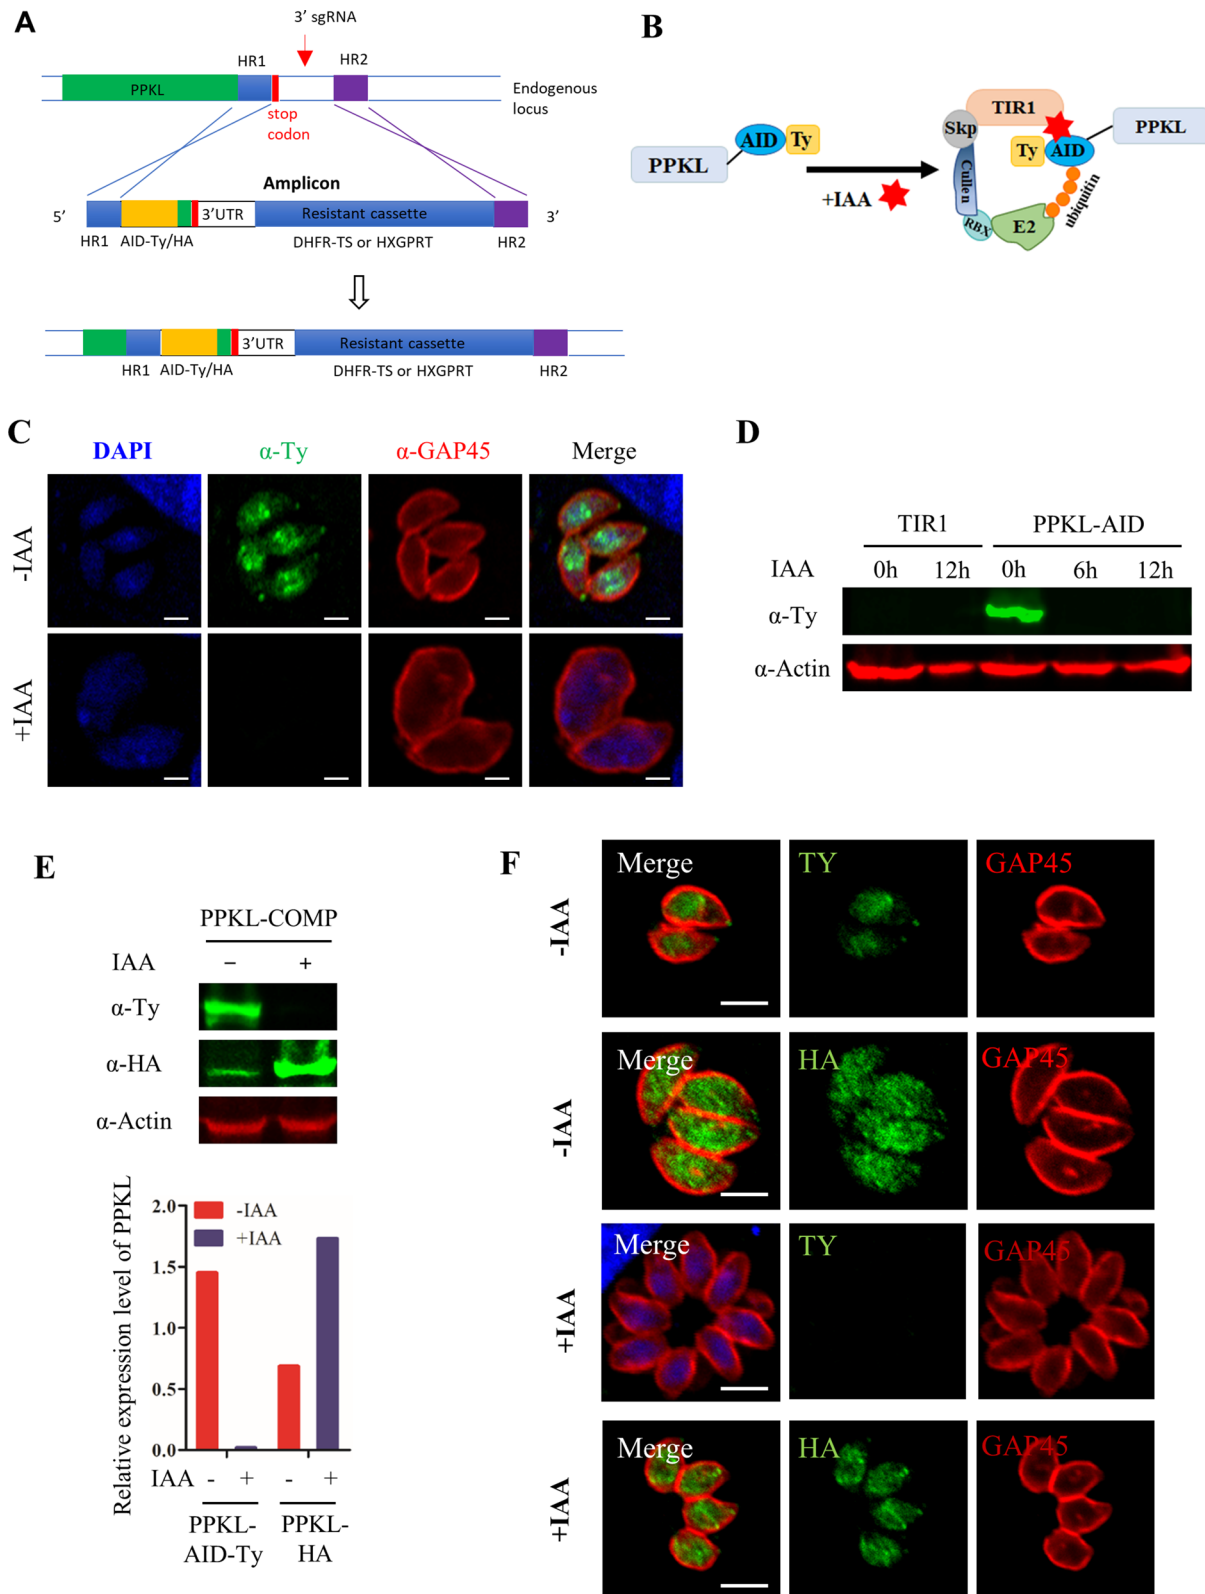 A
3' sgRNA
HR1
HR2
PPKL
Endogenous
locus
stop
codon
Amplicon
5'
3'UTR
Resistant cassette
3'
HR1
AID-Ty/HA
DHFR-TS or HXGPRT
HR2
3'UTR
Resistant cassette
HR1
AID-Ty/HA
DHFR-TS or HXGPRT
HR2
B
PPKL
AID
Ty
+IAA
TIR1
Skp
Cullen
RBX
E2
ubiquitin
Ty
AID
PPKL
C
DAPI
α-Ty
α-GAP45
Merge
-IAA
+IAA
D
TIR1
PPKL-AID
IAA
0h
12h
0h
6h
12h
α-Ty
α-Actin
E
PPKL-COMP
IAA
−
+
α-Ty
α-HA
α-Actin
Relative expression level of PPKL
2.0
1.5
1.0
0.5
0.0
-IAA
+IAA
IAA
-
+
-
+
PPKL-
AID-Ty
PPKL-
HA
F
-IAA
Merge
TY
GAP45
-IAA
Merge
HA
GAP45
+IAA
Merge
TY
GAP45
+IAA
Merge
HA
GAP45